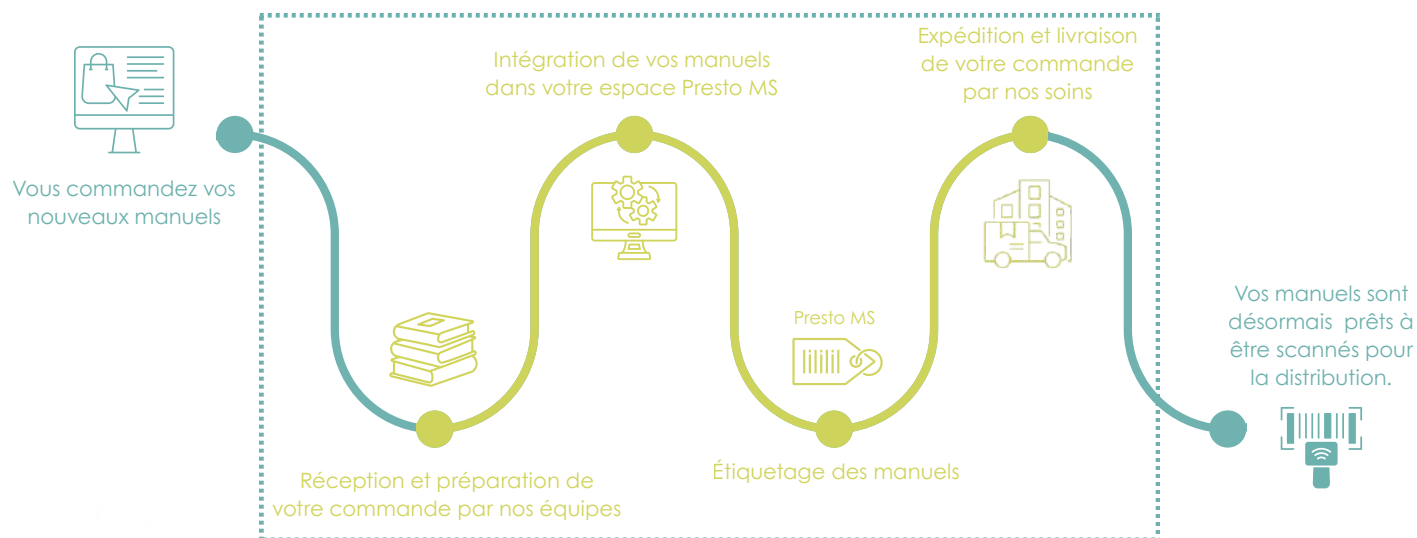 Vous commandez vos
nouveaux manuels
Réception et préparation de
votre commande par nos équipes
Intégration de vos manuels
dans votre espace Presto MS
Presto MS
Étiquetage des manuels
Expédition et livraison
de votre commande
par nos soins
Vos manuels sont
désormais  prêts à
être scannés pour
la distribution.